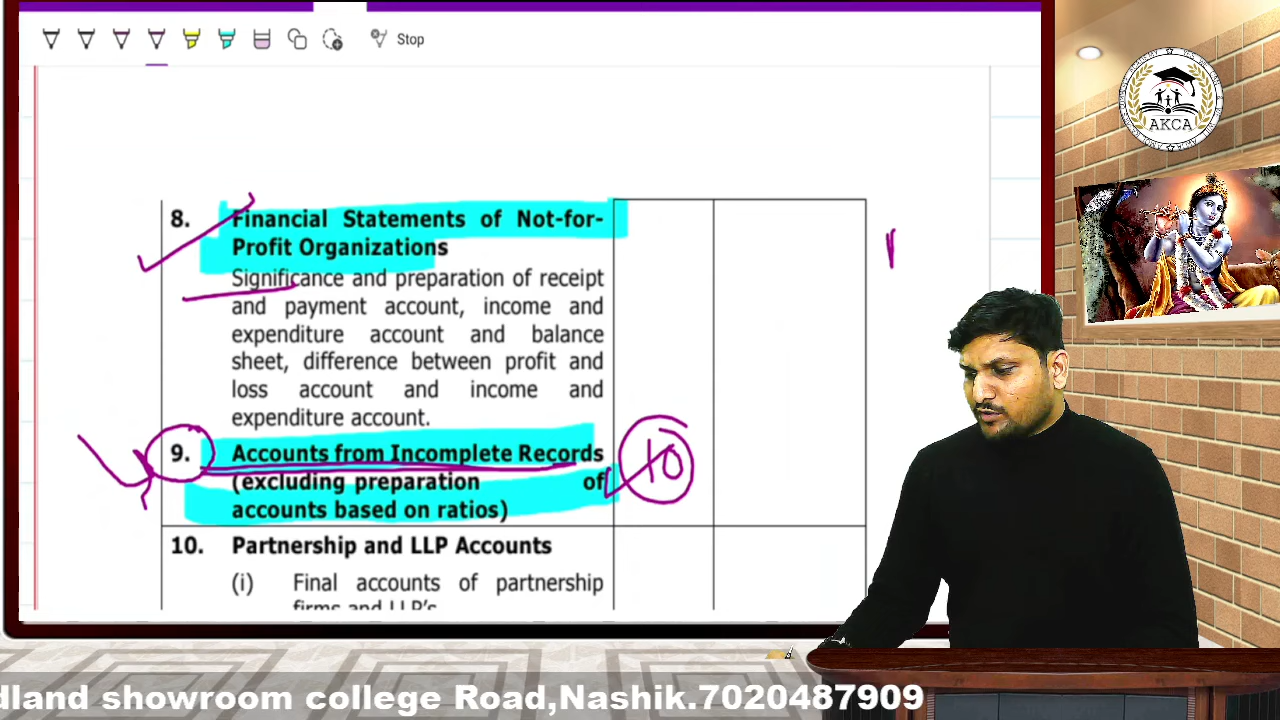 Stop
AKCA
8. Financial Statements of Not-for-
Profit Organizations
Significance and preparation of receipt
and payment account, income and
expenditure account and balance
sheet, difference between profit and
loss account and income and
expenditure account.
9. Accounts from Incomplete Records
(excluding preparation of
accounts based on ratios)
10
10. Partnership and LLP Accounts
(i) Final accounts of partnership
firms and LLP's
dland showroom college Road,Nashik.7020487909